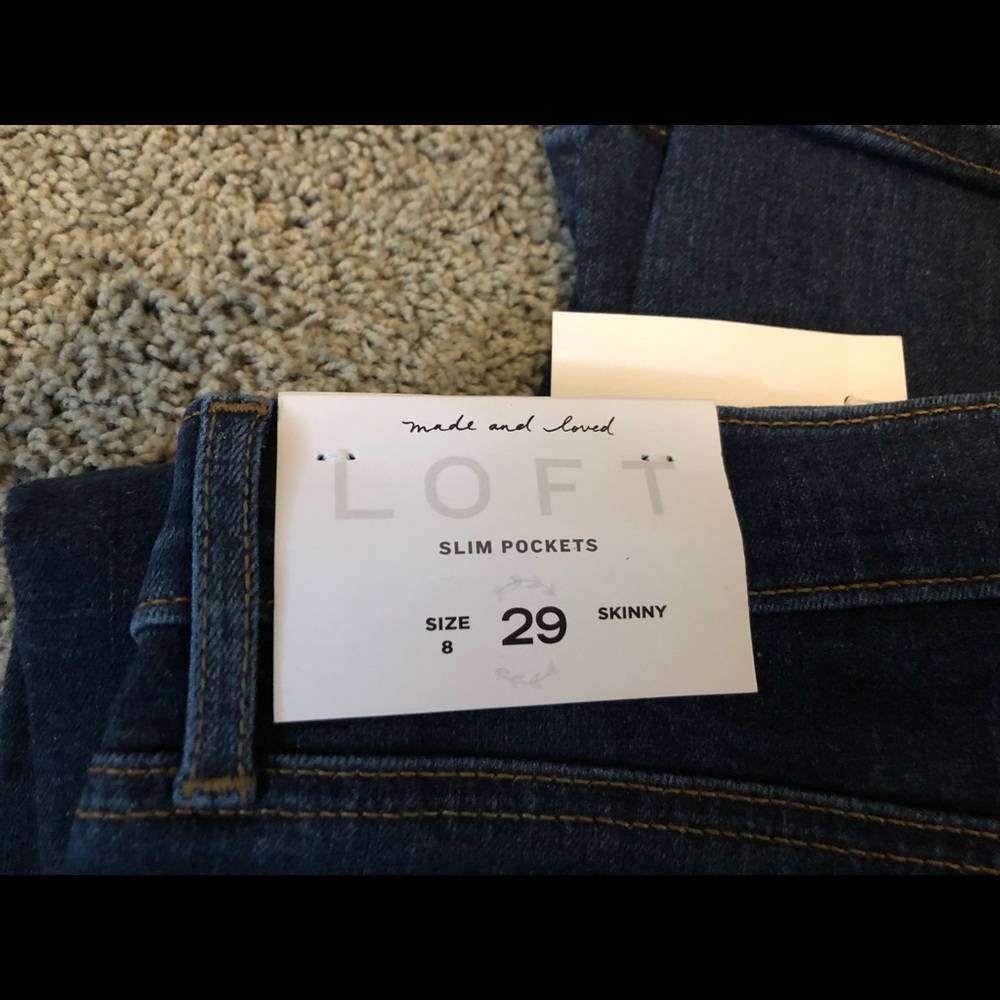 made and loved
LOFT
SLIM POCKETS
SIZE 8 29 SKINNY